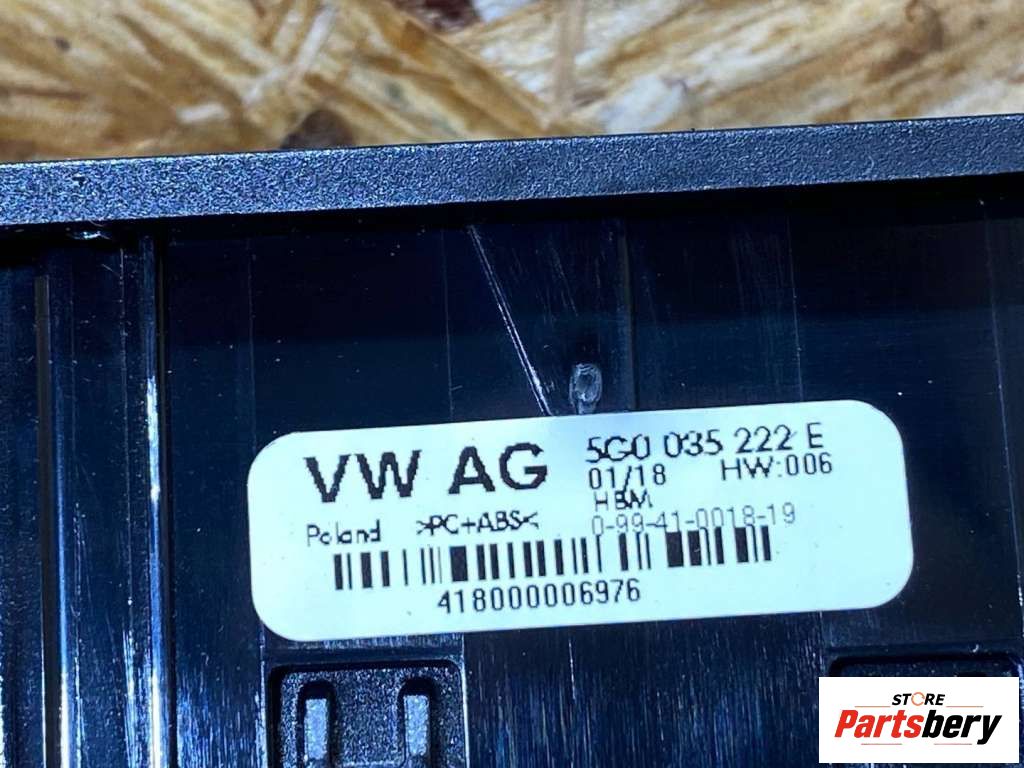 VW AG
5G0 035 222 E
01/18 HW:006
HBM
Poland >PC+ABS< 0-99-41-0018-19
418000006976
STORE
Partsbery